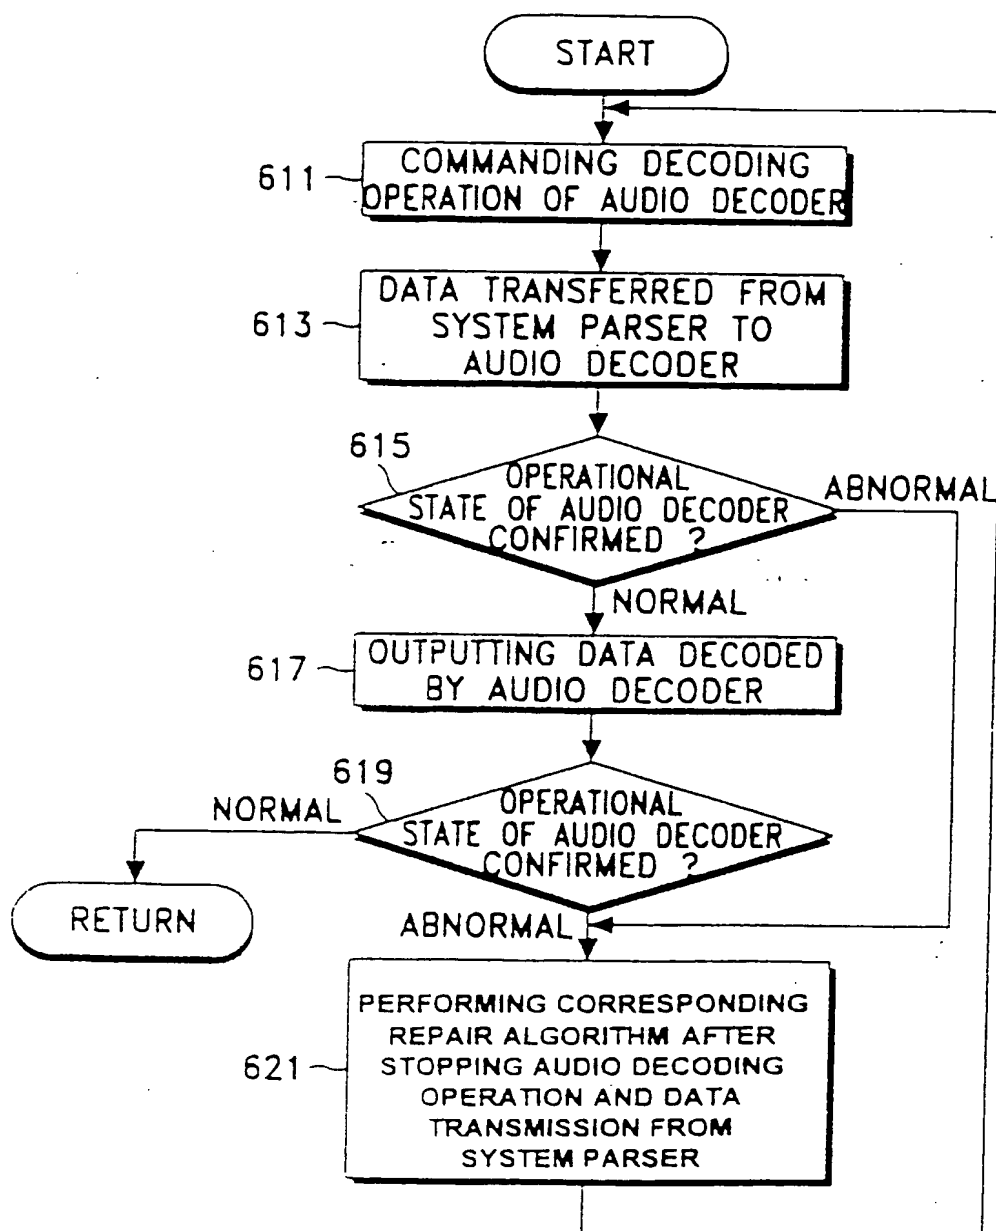 START
611
COMMANDING DECODING
OPERATION OF AUDIO DECODER
613
DATA TRANSFERRED FROM
SYSTEM PARSER TO
AUDIO DECODER
615
OPERATIONAL
STATE OF AUDIO DECODER
CONFIRMED ?
ABNORMAL
NORMAL
617
OUTPUTTING DATA DECODED
BY AUDIO DECODER
619
NORMAL
OPERATIONAL
STATE OF AUDIO DECODER
CONFIRMED ?
RETURN
ABNORMAL
621
PERFORMING CORRESPONDING
REPAIR ALGORITHM AFTER
STOPPING AUDIO DECODING
OPERATION AND DATA
TRANSMISSION FROM
SYSTEM PARSER